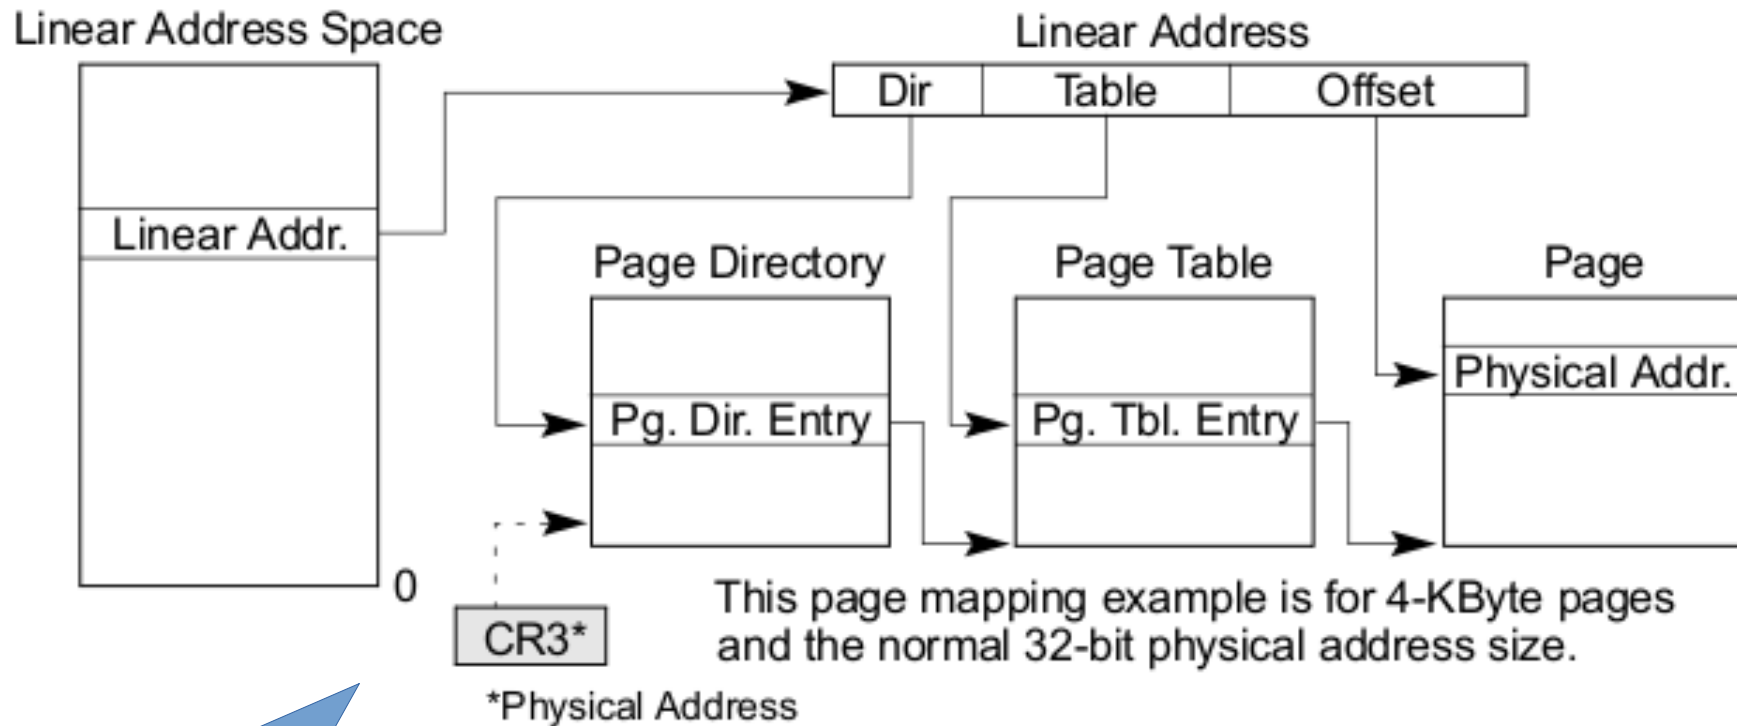 Linear Address Space
Linear Address
Dir Table Offset
Linear Addr.
Page Directory
Page Table
Page
Physical Addr.
Pg. Dir. Entry
Pg. Tbl. Entry
0
CR3*
This page mapping example is for 4-KByte pages
and the normal 32-bit physical address size.
*Physical Address